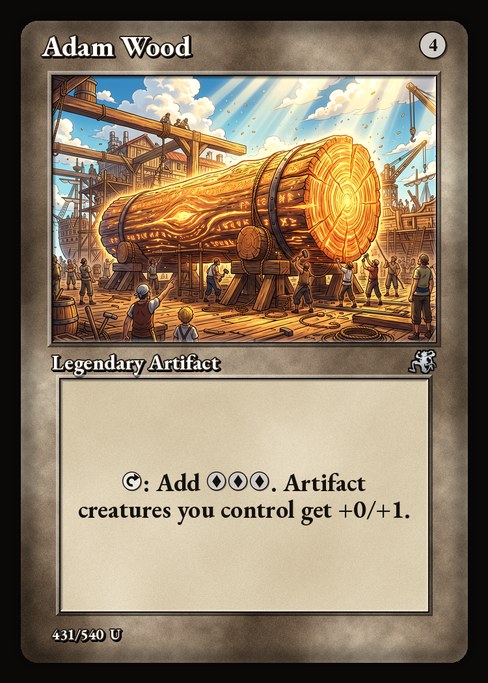 Adam Wood
4
Legendary Artifact
: Add . Artifact
creatures you control get +0/+1.
431/540 U